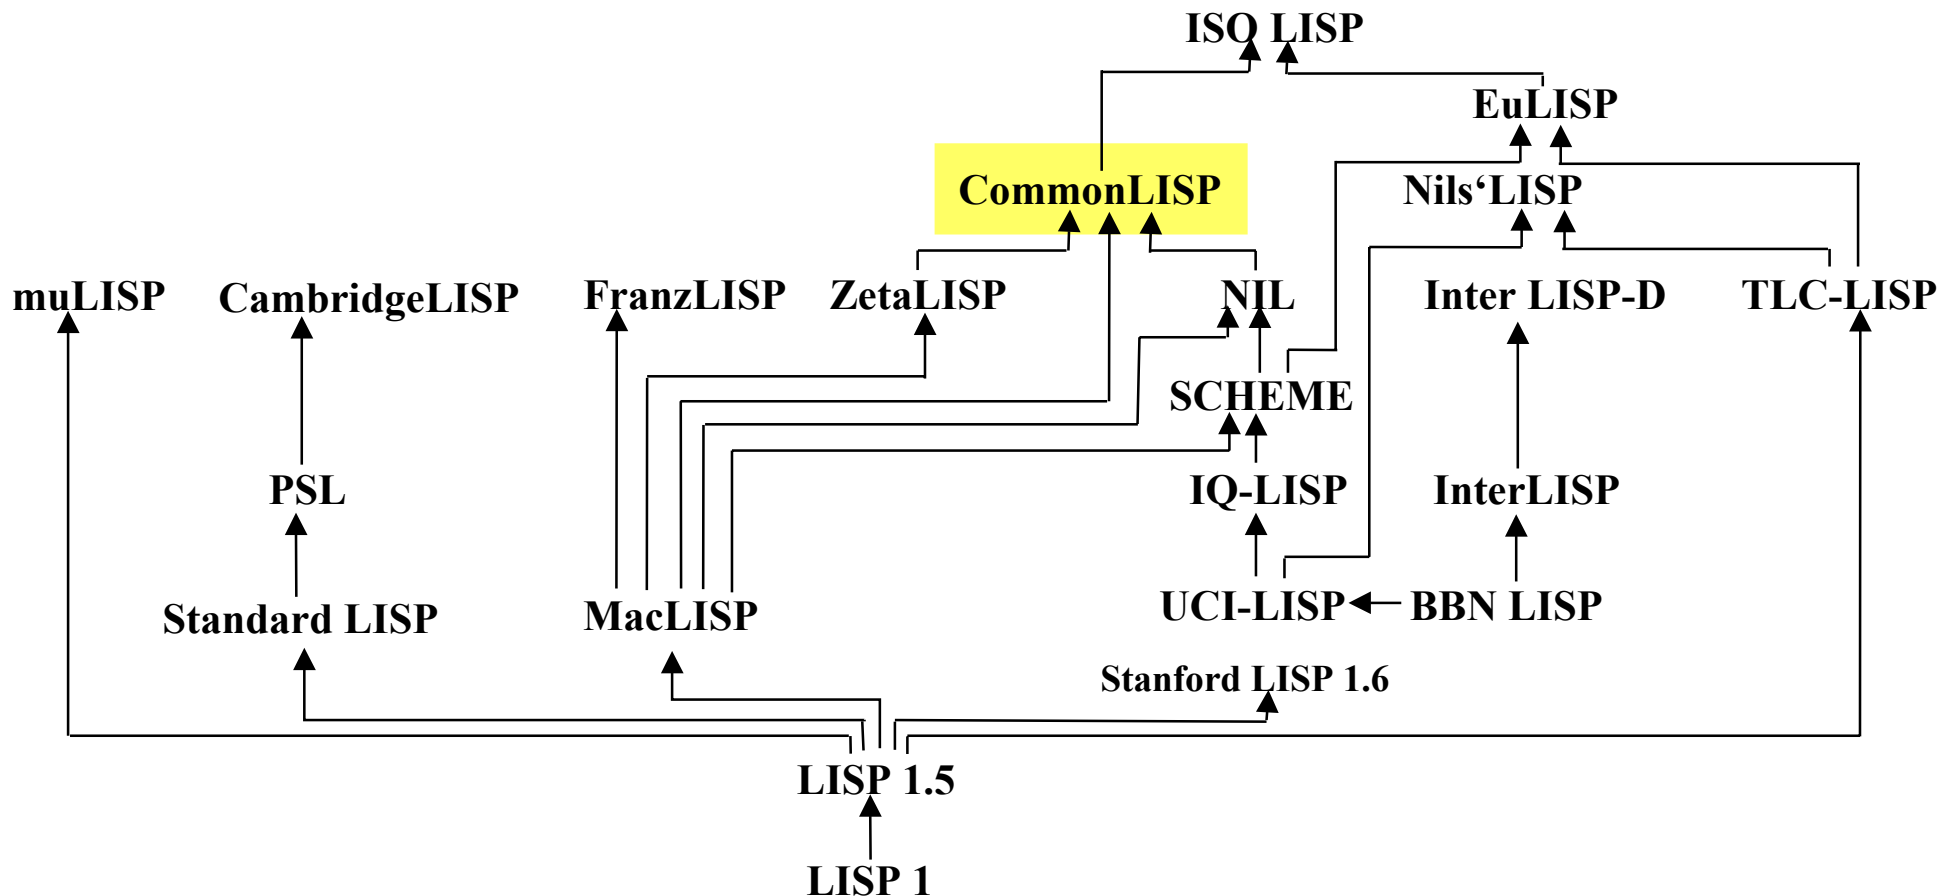 ISO LISP
EuLISP
CommonLISP
Nils‘LISP
muLISP
CambridgeLISP
FranzLISP
ZetaLISP
NIL
Inter LISP-D
TLC-LISP
SCHEME
PSL
IQ-LISP
InterLISP
Standard LISP
MacLISP
UCI-LISP
BBN LISP
Stanford LISP 1.6
LISP 1.5
LISP 1